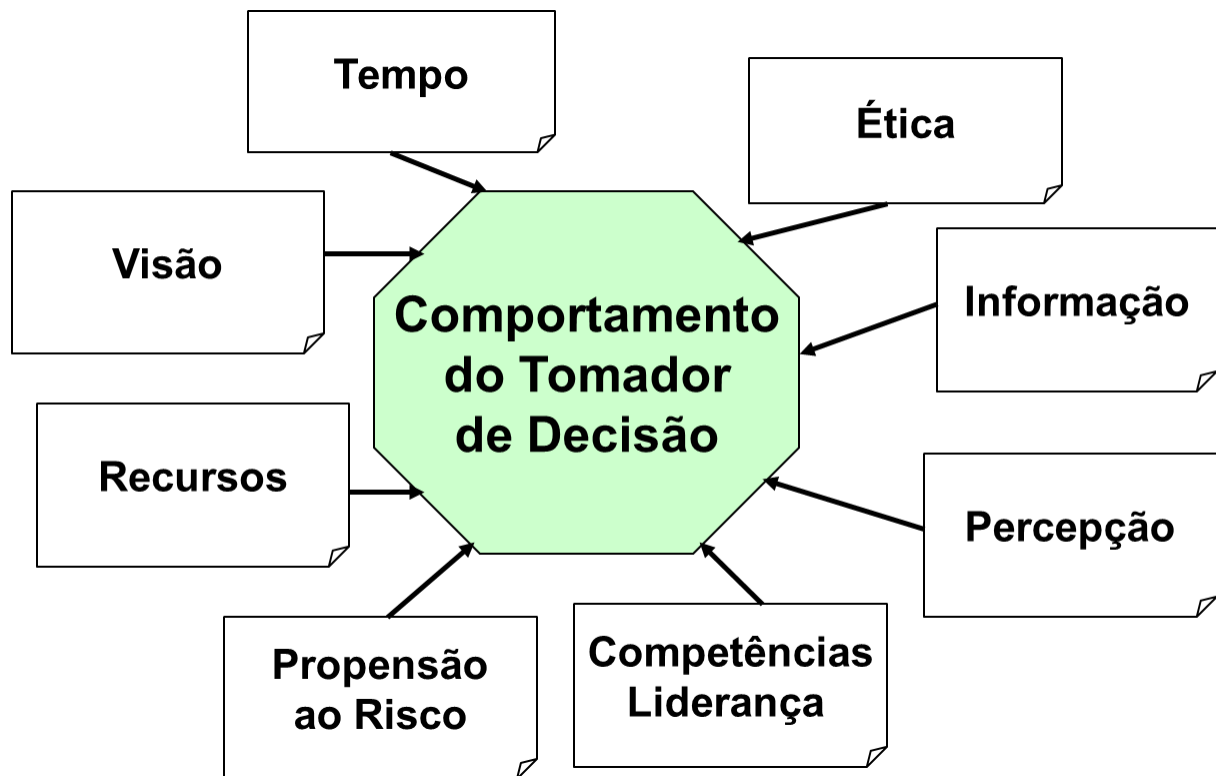 Tempo
Ética
Visão
Informação
Comportamento
do Tomador
de Decisão
Recursos
Percepção
Propensão
ao Risco
Competências
Liderança